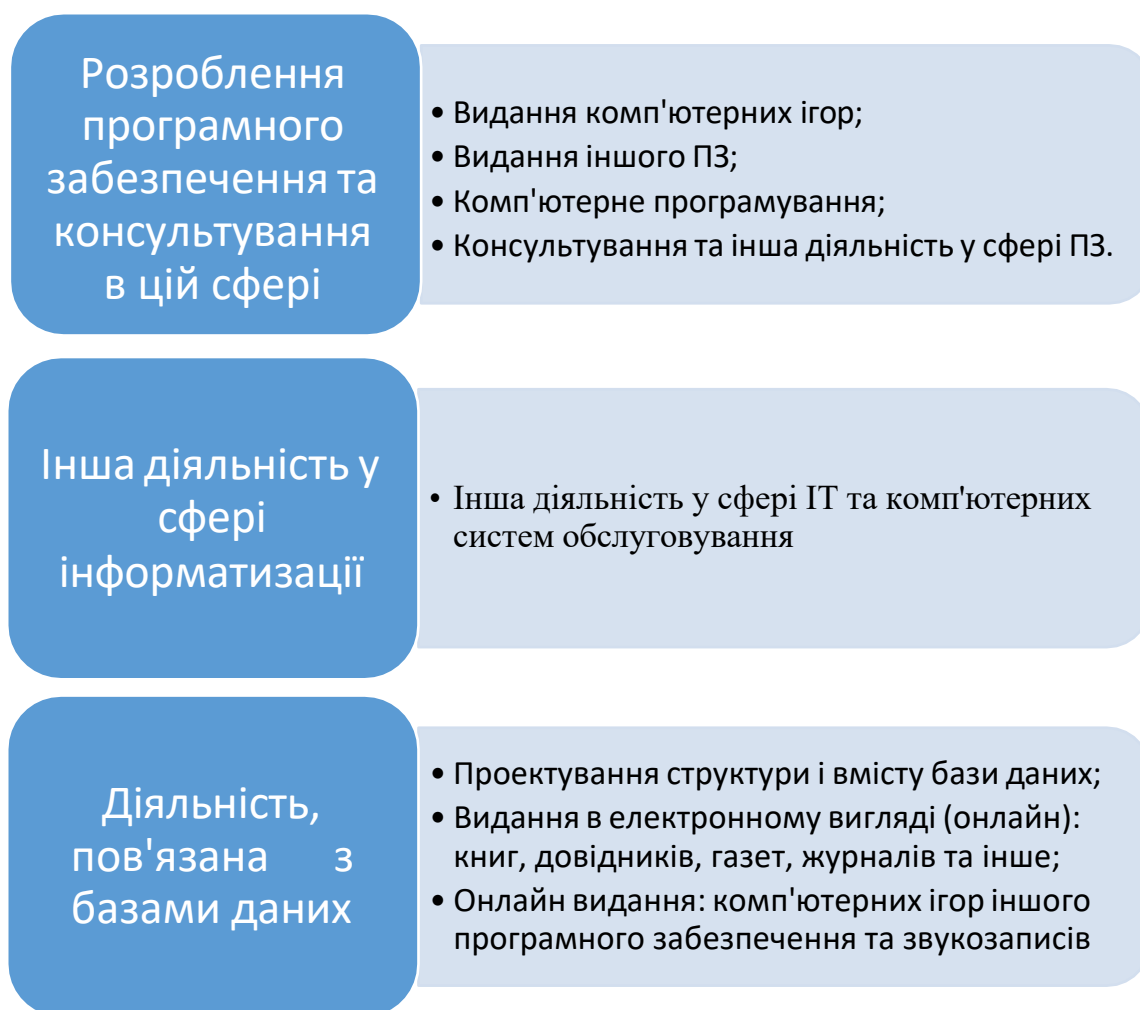 Розроблення
програмного
забезпечення та
консультування
в цій сфері
• Видання комп'ютерних ігор;
• Видання іншого ПЗ;
• Комп'ютерне програмування;
• Консультування та інша діяльність у сфері ПЗ.
Інша діяльність у
сфері
інформатизації
• Інша діяльність у сфері ІТ та комп'ютерних
систем обслуговування
Діяльність,
пов'язана з
базами даних
• Проектування структури і вмісту бази даних;
• Видання в електронному вигляді (онлайн):
книг, довідників, газет, журналів та інше;
• Онлайн видання: комп'ютерних ігор іншого
програмного забезпечення та звукозаписів